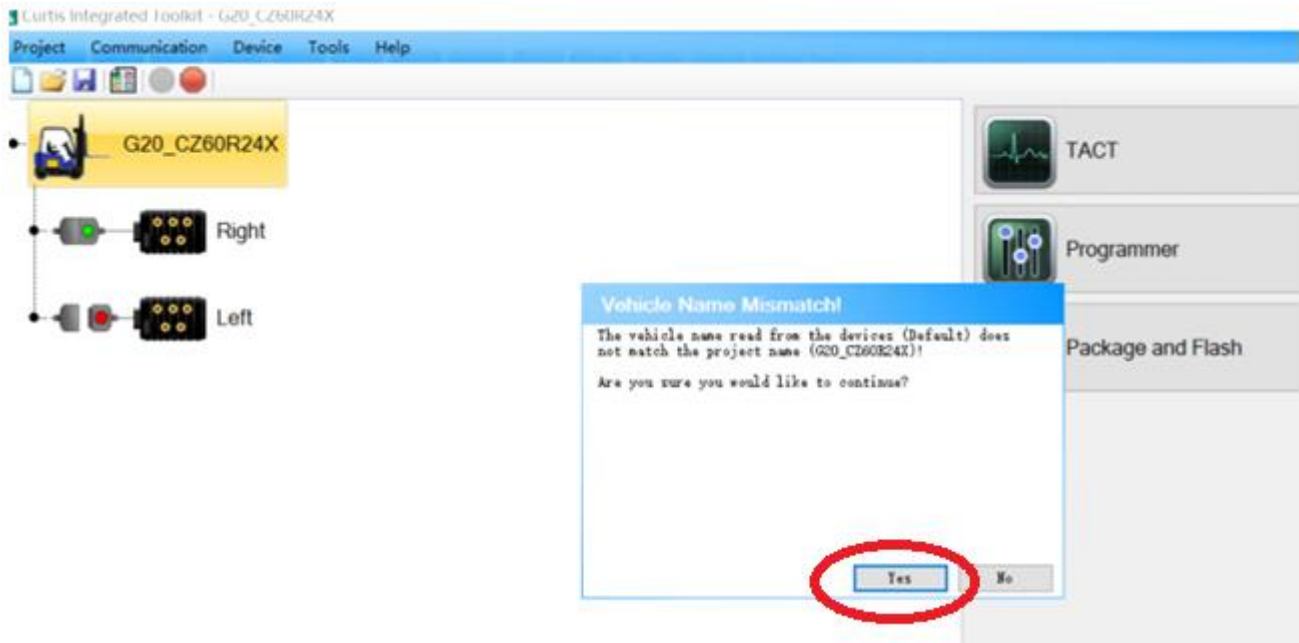 Curtis Integrated Toolkit - G20_CZ60R24X
Project Communication Device Tools Help
G20_CZ60R24X
Right
Left
TACT
Programmer
Package and Flash
Vehicle Name Mismatch!
The vehicle name read from the devices (Default) does
not match the project name (G20_CZ60R24X)!
Are you sure you would like to continue?
Yes No